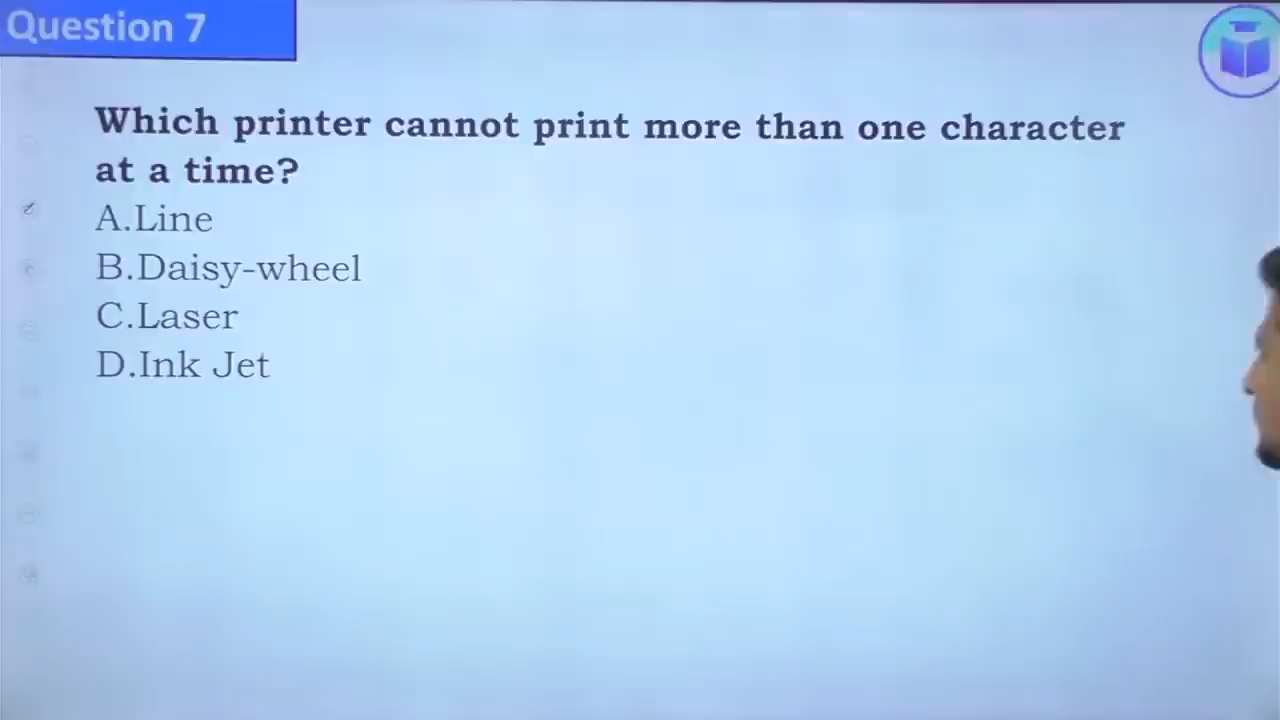 Question 7
Which printer cannot print more than one character
at a time?
A.Line
B.Daisy-wheel
C.Laser
D.Ink Jet